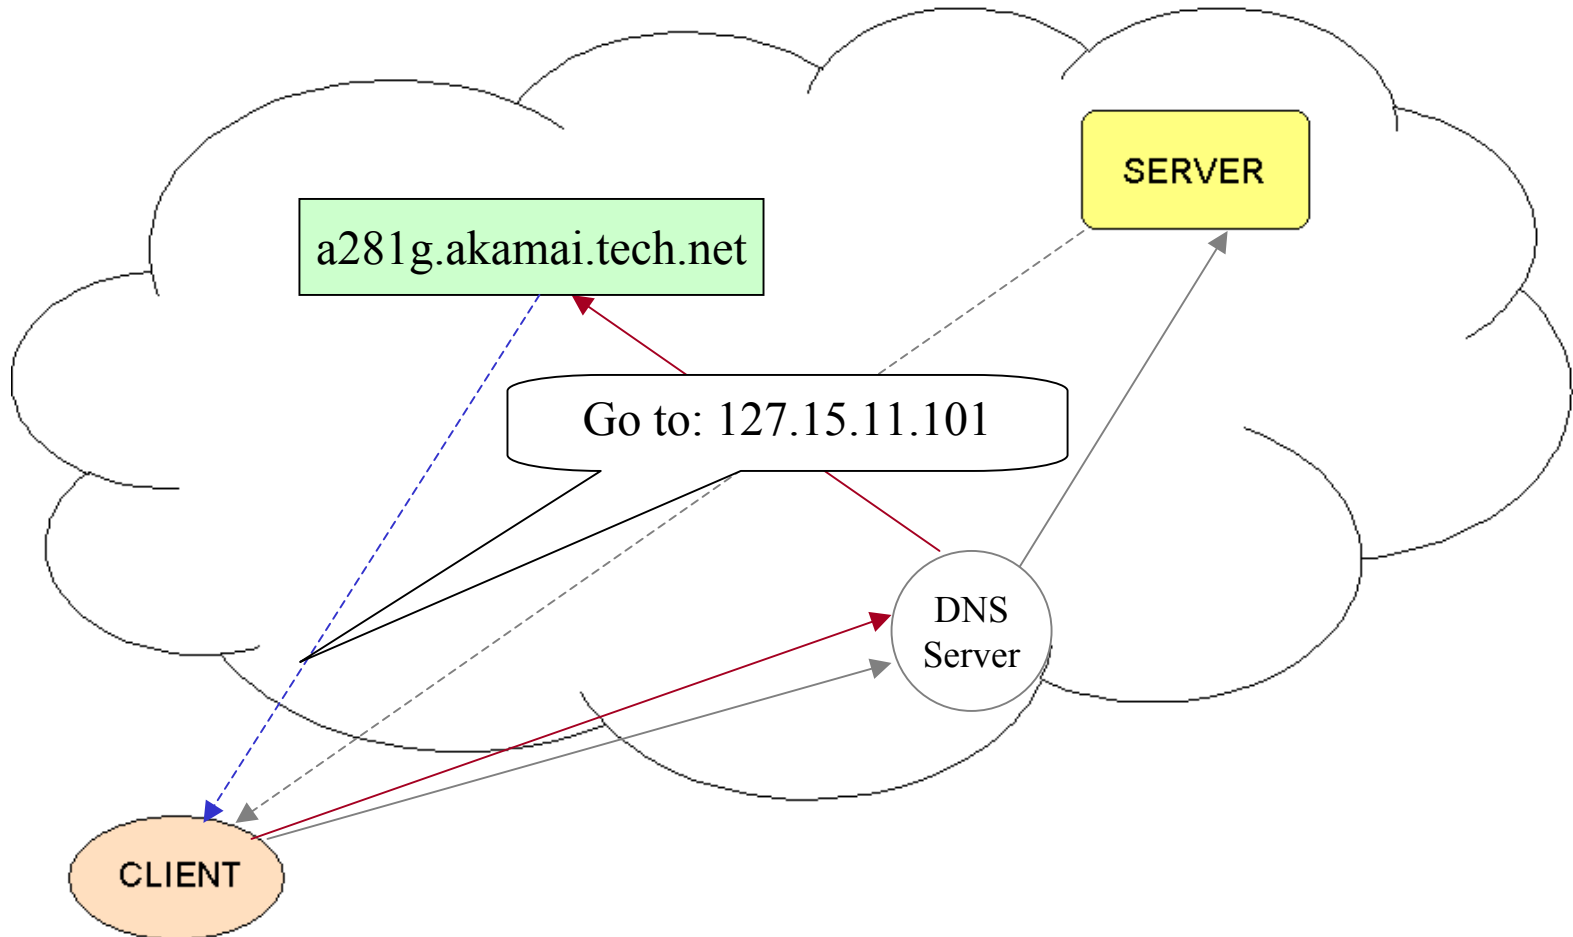 SERVER
a281g.akamai.tech.net
Go to: 127.15.11.101
DNS
Server
CLIENT